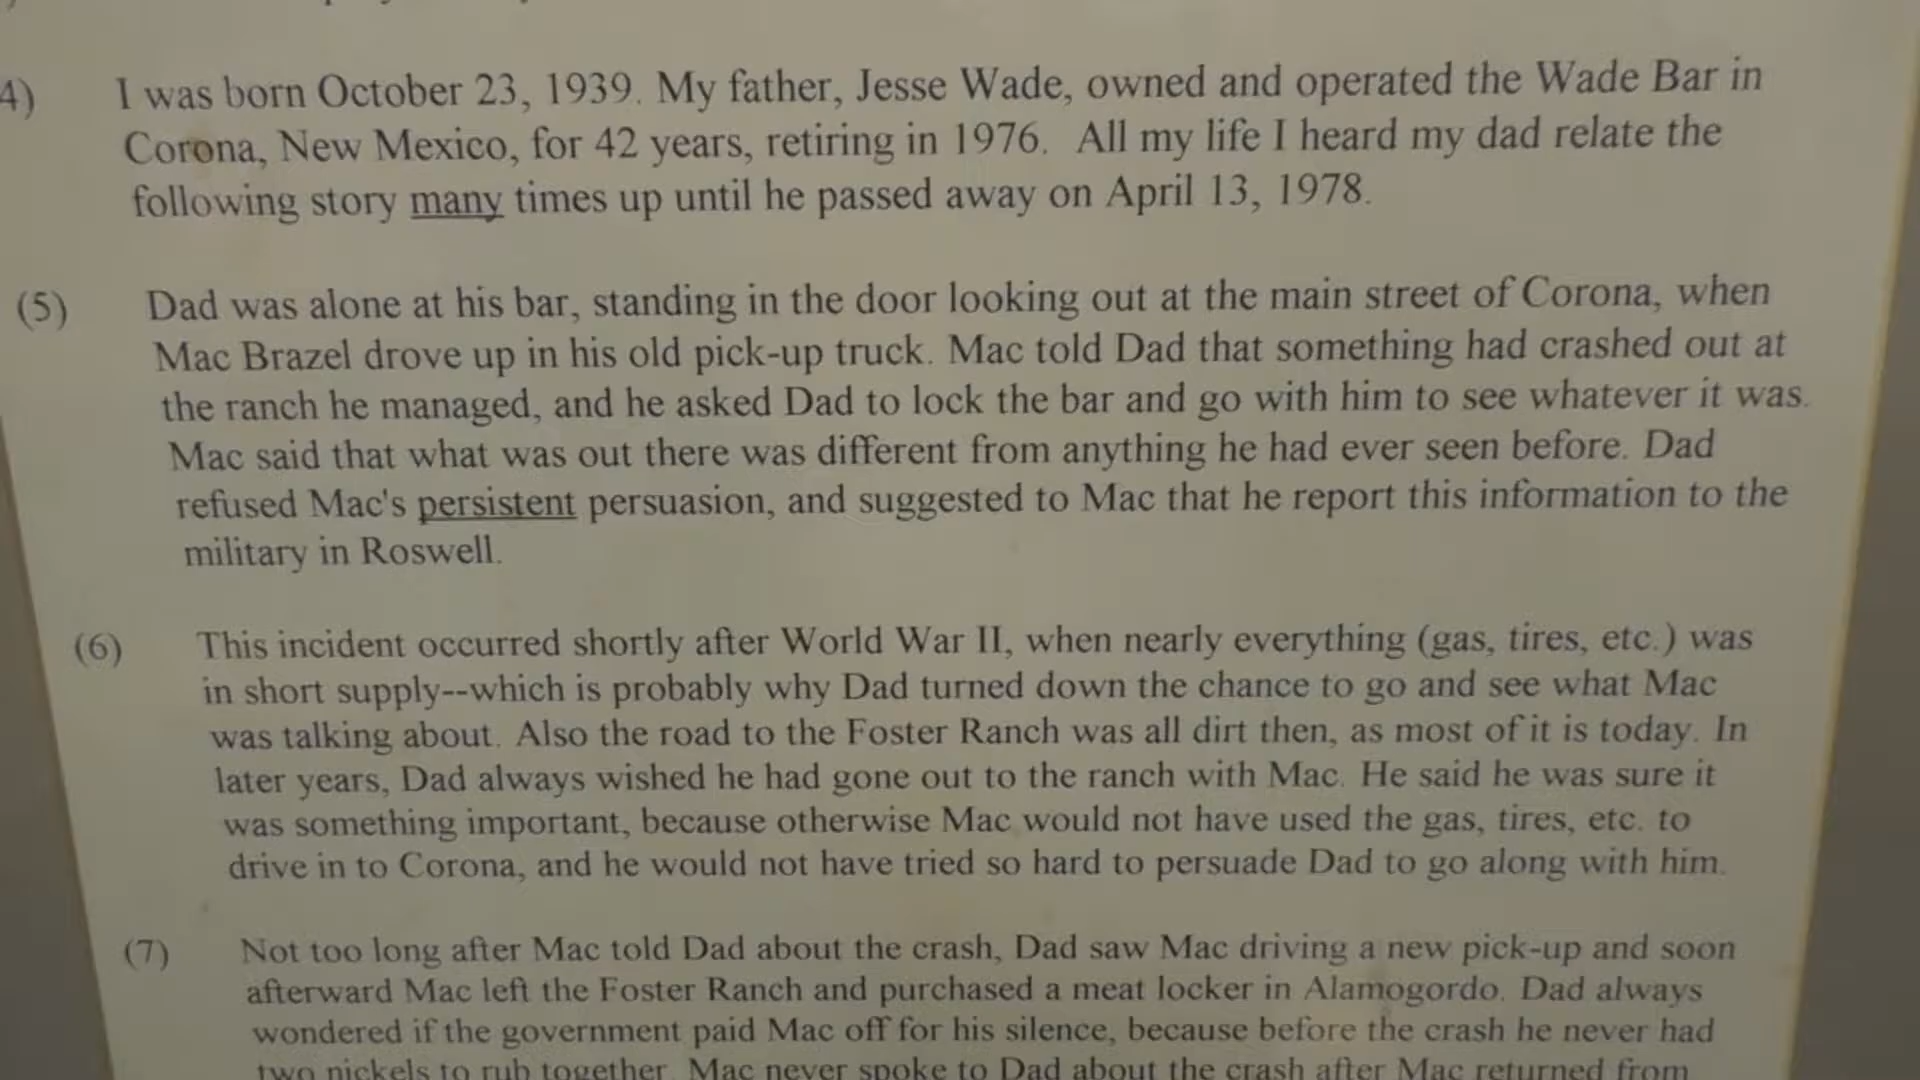 4) I was born October 23, 1939. My father, Jesse Wade, owned and operated the Wade Bar in
Corona, New Mexico, for 42 years, retiring in 1976. All my life I heard my dad relate the
following story many times up until he passed away on April 13, 1978.
(5) Dad was alone at his bar, standing in the door looking out at the main street of Corona, when
Mac Brazel drove up in his old pick-up truck. Mac told Dad that something had crashed out at
the ranch he managed, and he asked Dad to lock the bar and go with him to see whatever it was.
Mac said that what was out there was different from anything he had ever seen before. Dad
refused Mac's persistent persuasion, and suggested to Mac that he report this information to the
military in Roswell.
(6) This incident occurred shortly after World War II, when nearly everything (gas, tires, etc.) was
in short supply--which is probably why Dad turned down the chance to go and see what Mac
was talking about. Also the road to the Foster Ranch was all dirt then, as most of it is today. In
later years, Dad always wished he had gone out to the ranch with Mac. He said he was sure it
was something important, because otherwise Mac would not have used the gas, tires, etc. to
drive in to Corona, and he would not have tried so hard to persuade Dad to go along with him.
(7) Not too long after Mac told Dad about the crash, Dad saw Mac driving a new pick-up and soon
afterward Mac left the Foster Ranch and purchased a meat locker in Alamogordo. Dad always
wondered if the government paid Mac off for his silence, because before the crash he never had
two nickels to rub together. Mac never spoke to Dad about the crash after Mac returned from